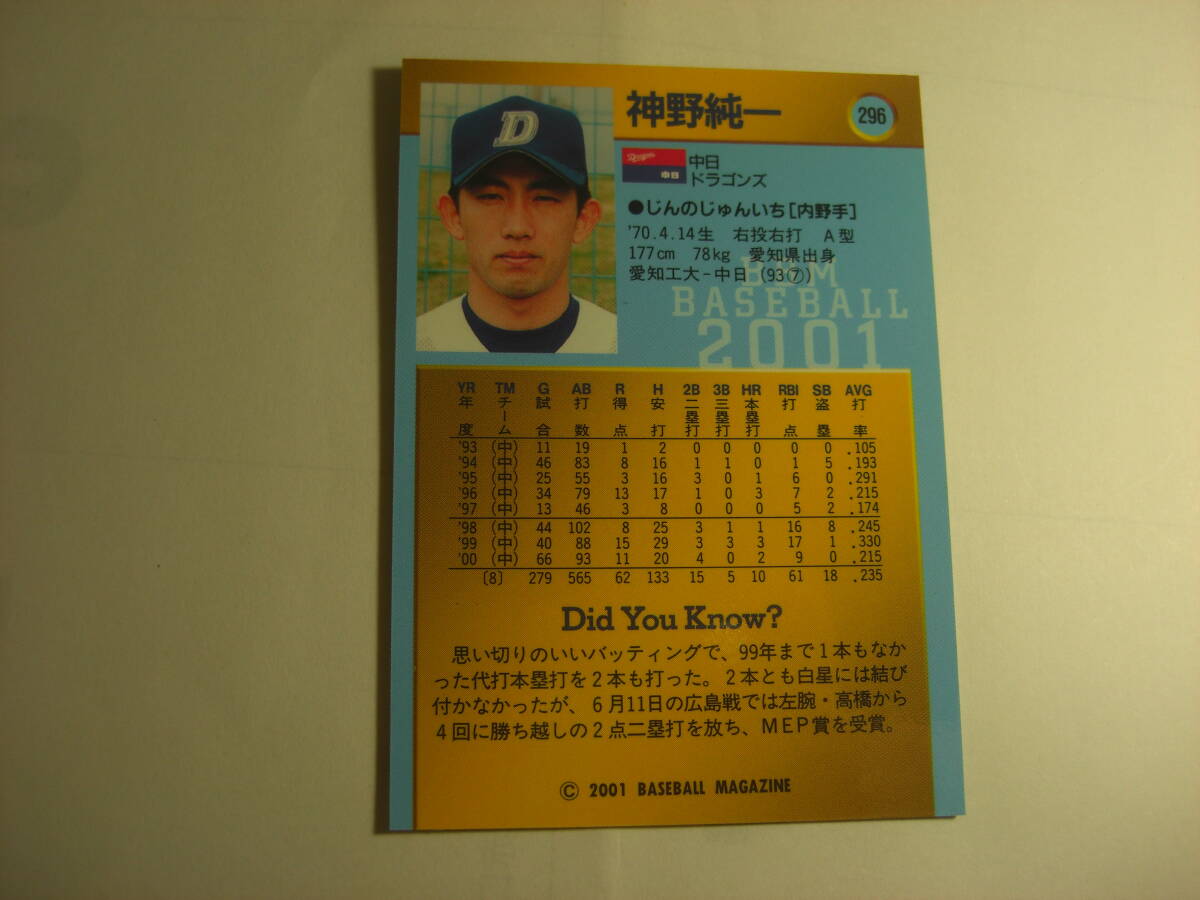 神野純一
296
D
Dragons
中日
中日
ドラゴンズ
●じんのじゅんいち[内野手]
'70.4.14生 右投右打 A型
177cm 78kg 愛知県出身
愛知工大-中日(93⑦)
BBM
BASEBALL
2001
YR TM G AB R H 2B 3B HR RBI SB AVG
年度 チーム 試合 打数 得点 安打 二塁打 三塁打 本塁打 打点 盗塁 打率
'93 (中) 11 19 1 2 0 0 0 0 0 .105
'94 (中) 46 83 8 16 1 1 0 1 5 .193
'95 (中) 25 55 3 16 3 0 1 6 0 .291
'96 (中) 34 79 13 17 1 0 3 7 2 .215
'97 (中) 13 46 3 8 0 0 0 5 2 .174
'98 (中) 44 102 8 25 3 1 1 16 8 .245
'99 (中) 40 88 15 29 3 3 3 17 1 .330
'00 (中) 66 93 11 20 4 0 2 9 0 .215
[8] 279 565 62 133 15 5 10 61 18 .235
Did You Know?
思い切りのいいバッティングで、99年まで1本もなか
った代打本塁打を2本も打った。2本とも白星には結び
付かなかったが、6月11日の広島戦では左腕・高橋から
4回に勝ち越しの2点二塁打を放ち、MEP賞を受賞。
© 2001 BASEBALL MAGAZINE